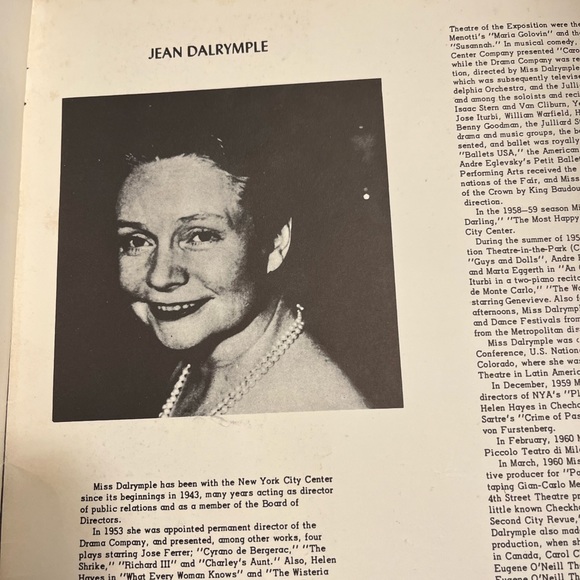 JEAN DALRYMPLE
Miss Dalrymple has been with the New York City Center
since its beginnings in 1943, many years acting as director
of public relations and as a member of the Board of
Directors.
In 1953 she was appointed permanent director of the
Drama Company, and presented, among other works, four
plays starring Jose Ferrer; "Cyrano de Bergerac," "The
Shrike," "Richard III" and "Charley's Aunt." Also, Helen
Hayes in "What Every Woman Knows" and "The Wisteria
Theatre of the Exposition were the
Menotti's "Maria Golovin" and the
"Susannah." In musical comedy,
Center Company presented "Carou
while the Drama Company was re
tion, directed by Miss Dalrymple
which was subsequently televise
delphia Orchestra, and the Jullia
and among the soloists and reci
Isaac Stern and Van Cliburn, Ye
Jose Iturbi, William Warfield, H
Benny Goodman, the Julliard St
drama and music groups, the b
sented, and ballet was royally
"Ballets USA," the American
Andre Eglevsky's Petit Ballet
Performing Arts received the
nations of the Fair, and Miss
of the Crown by King Baudou
direction.
In the 1958–59 season Mi
Darling," "The Most Happy
City Center.
During the summer of 195
tion Theatre-in-the-Park (C
"Guys and Dolls", Andre
and Marta Eggerth in "An
Iturbi in a two-piano recita
de Monte Carlo," "The Wo
starring Genevieve. Also f
afternoons, Miss Dalrymple
and Dance Festivals from
from the Metropolitan dis
Miss Dalrymple was
Conference, U.S. Nationa
Colorado, where she was
Theatre in Latin Americ
In December, 1959 M
directors of NYA's "Pl
Helen Hayes in Checho
Sartre's "Crime of Pas
von Furstenberg.
In February, 1960
Piccolo Teatro di Mil
In March, 1960 Mis
tive producer for "Po
taping Gian-Carlo Me
4th Street Theatre pr
little known Checkho
Second City Revue,"
Dalrymple also made
production, when sh
in Canada, Carol C
Eugene O'Neill Th
Eugene O'Neill T